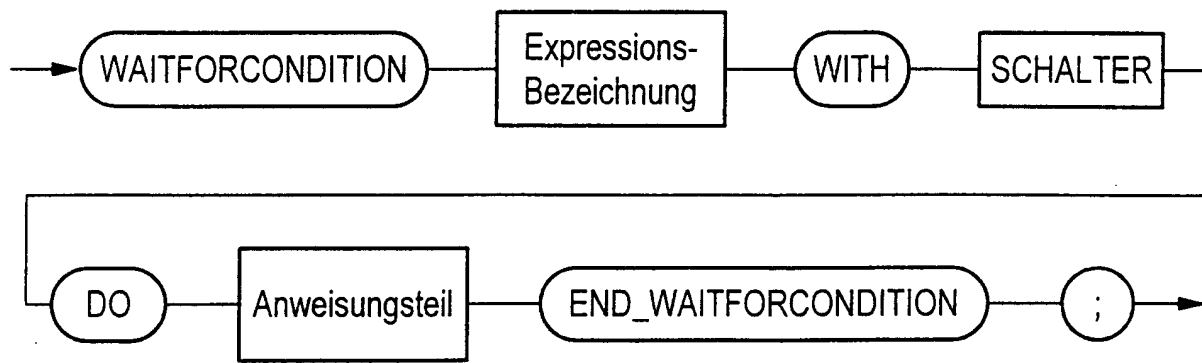 WAITFORCONDITION Expressions-
Bezeichnung WITH SCHALTER
DO Anweisungsteil END_WAITFORCONDITION ;